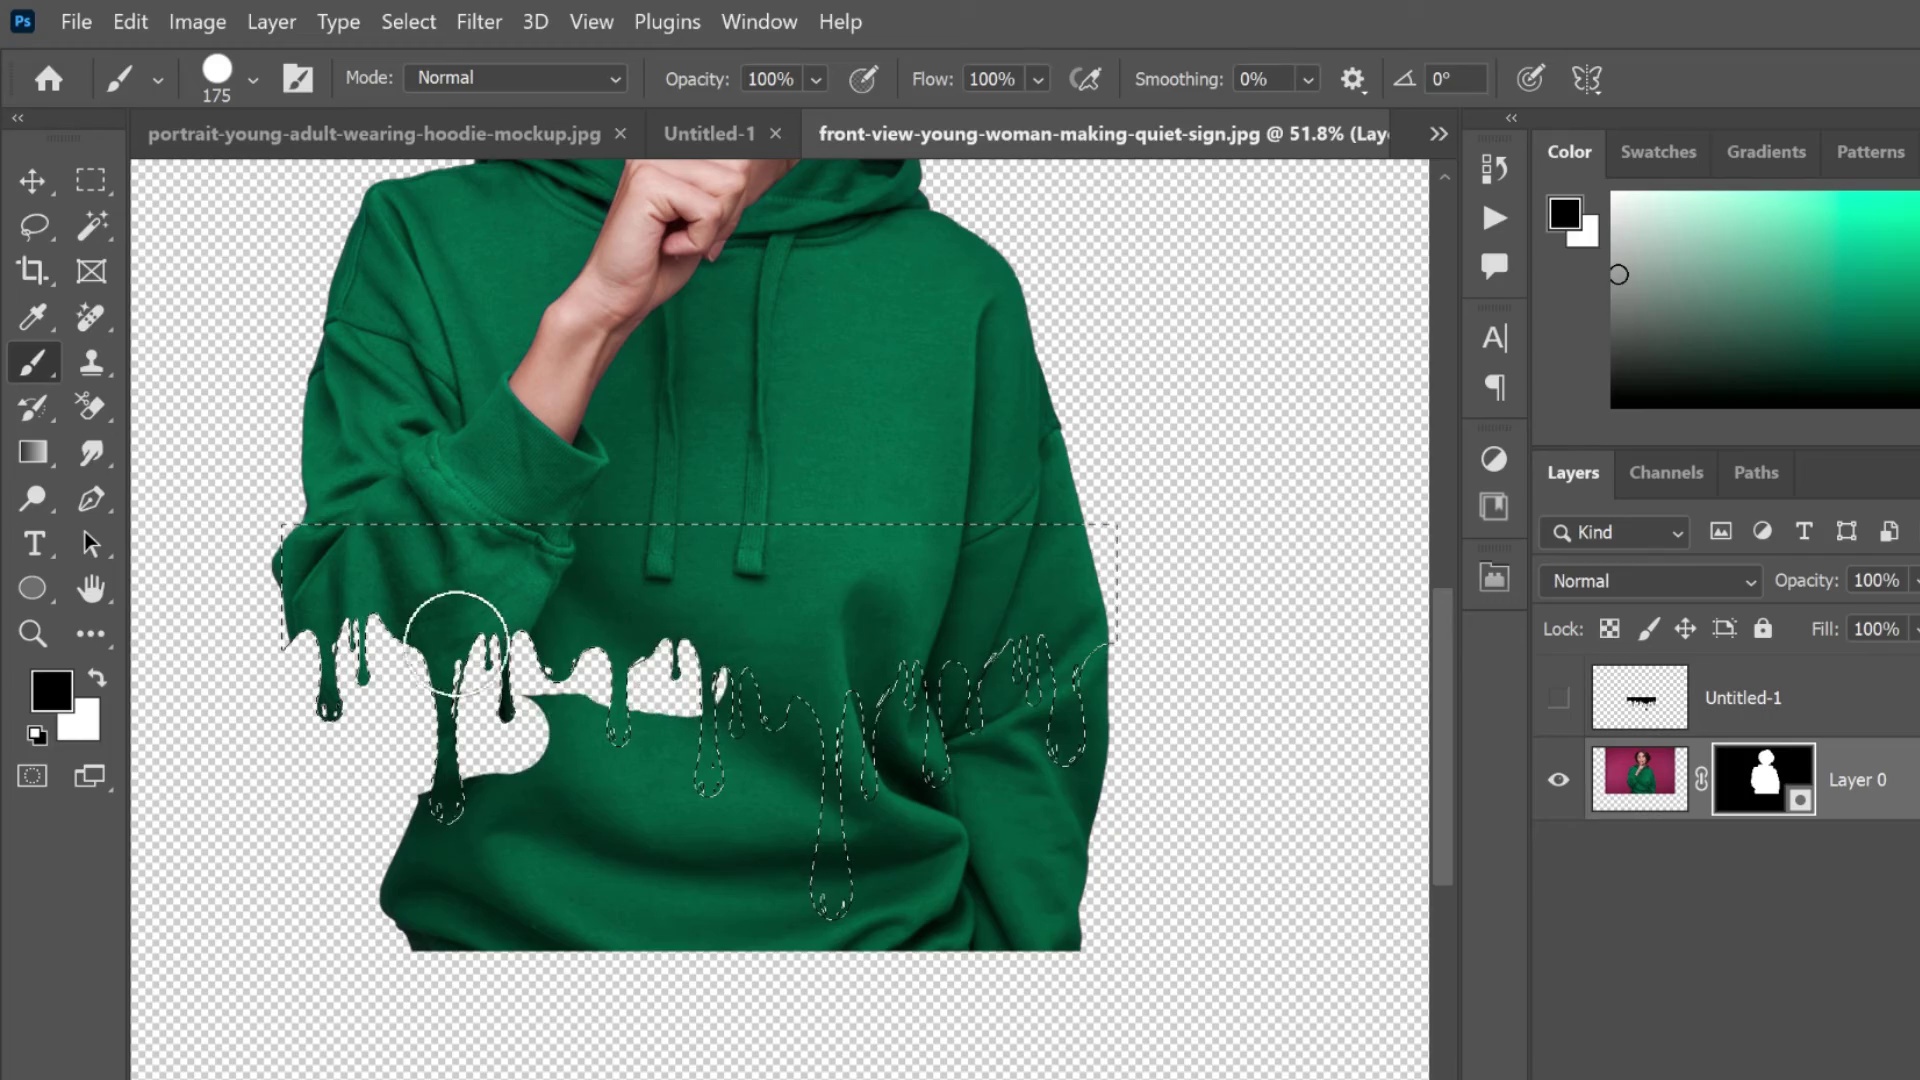 Ps File Edit Image Layer Type Select Filter 3D View Plugins Window Help
175 Mode: Normal Opacity: 100% Flow: 100% Smoothing: 0% 0°
portrait-young-adult-wearing-hoodie-mockup.jpg × Untitled-1 × front-view-young-woman-making-quiet-sign.jpg @ 51.8% (Laye
Color Swatches Gradients Patterns
Layers Channels Paths
Kind
Normal Opacity: 100%
Lock: Fill: 100%
Untitled-1
Layer 0